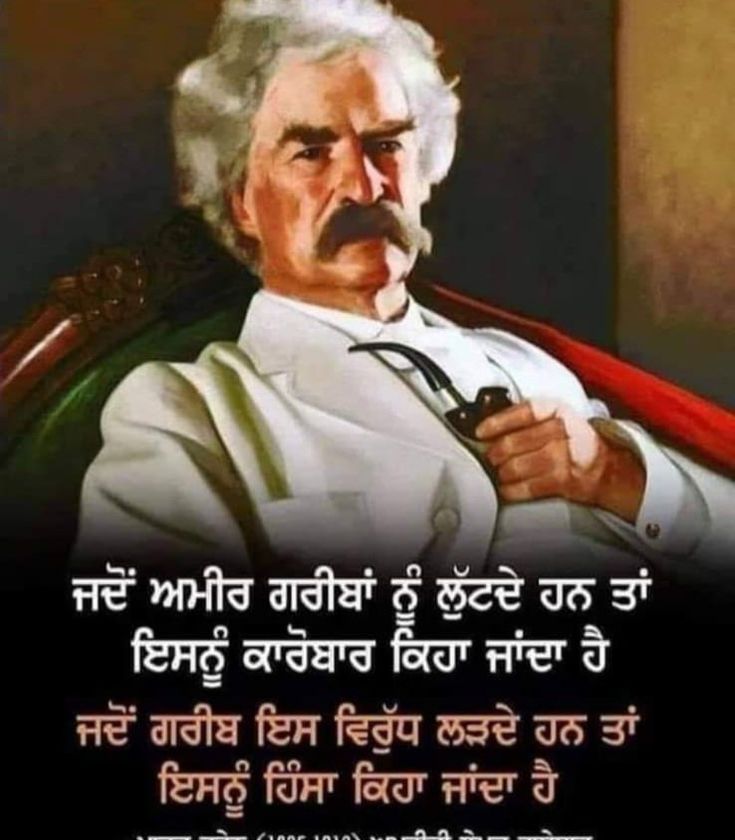 ਜਦੋਂ ਅਮੀਰ ਗਰੀਬਾਂ ਨੂੰ ਲੁੱਟਦੇ ਹਨ ਤਾਂ
ਇਸਨੂੰ ਕਾਰੋਬਾਰ ਕਿਹਾ ਜਾਂਦਾ ਹੈ
ਜਦੋਂ ਗਰੀਬ ਇਸ ਵਿਰੁੱਧ ਲੜਦੇ ਹਨ ਤਾਂ
ਇਸਨੂੰ ਹਿੰਸਾ ਕਿਹਾ ਜਾਂਦਾ ਹੈ